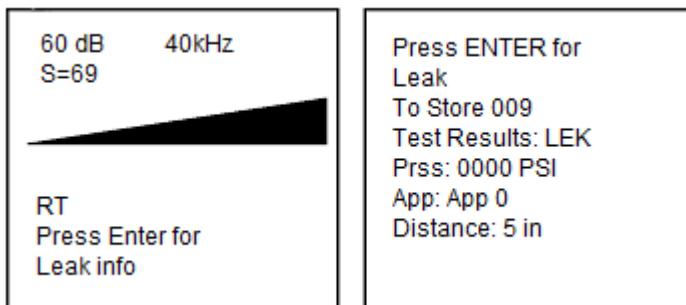 60 dB 40kHz
S=69
RT
Press Enter for
Leak info
Press ENTER for
Leak
To Store 009
Test Results: LEK
Prss: 0000 PSI
App: App 0
Distance: 5 in